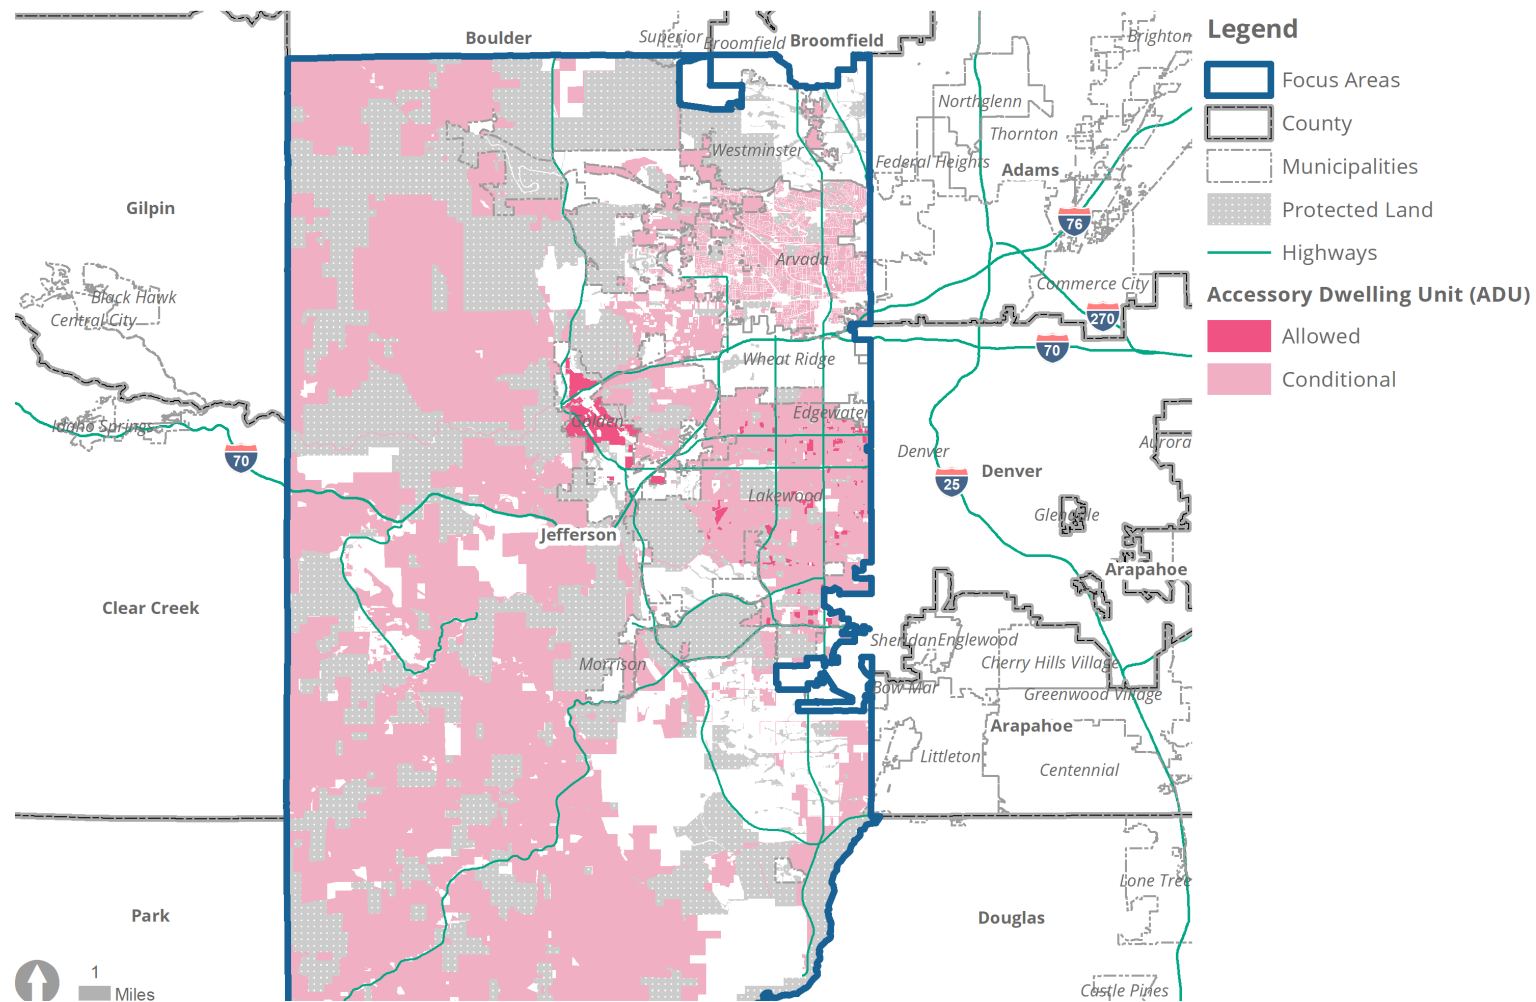 Boulder
Superior
Broomfield
Broomfield
Brighton
Northglenn
Thornton
Westminster
Federal Heights
Adams
Gilpin
76
Arvada
Commerce City
Black Hawk
Central City
270
70
Wheat Ridge
Edgewater
Golden
Idaho Springs
Aurora
Denver
70
Denver
25
Lakewood
Glendale
Jefferson
Arapahoe
Clear Creek
Sheridan
Englewood
Cherry Hills Village
Morrison
Bow Mar
Greenwood Village
Arapahoe
Littleton
Centennial
Lone Tree
Park
Douglas
Castle Pines
1
Miles
Legend
Focus Areas
County
Municipalities
Protected Land
Highways
Accessory Dwelling Unit (ADU)
Allowed
Conditional